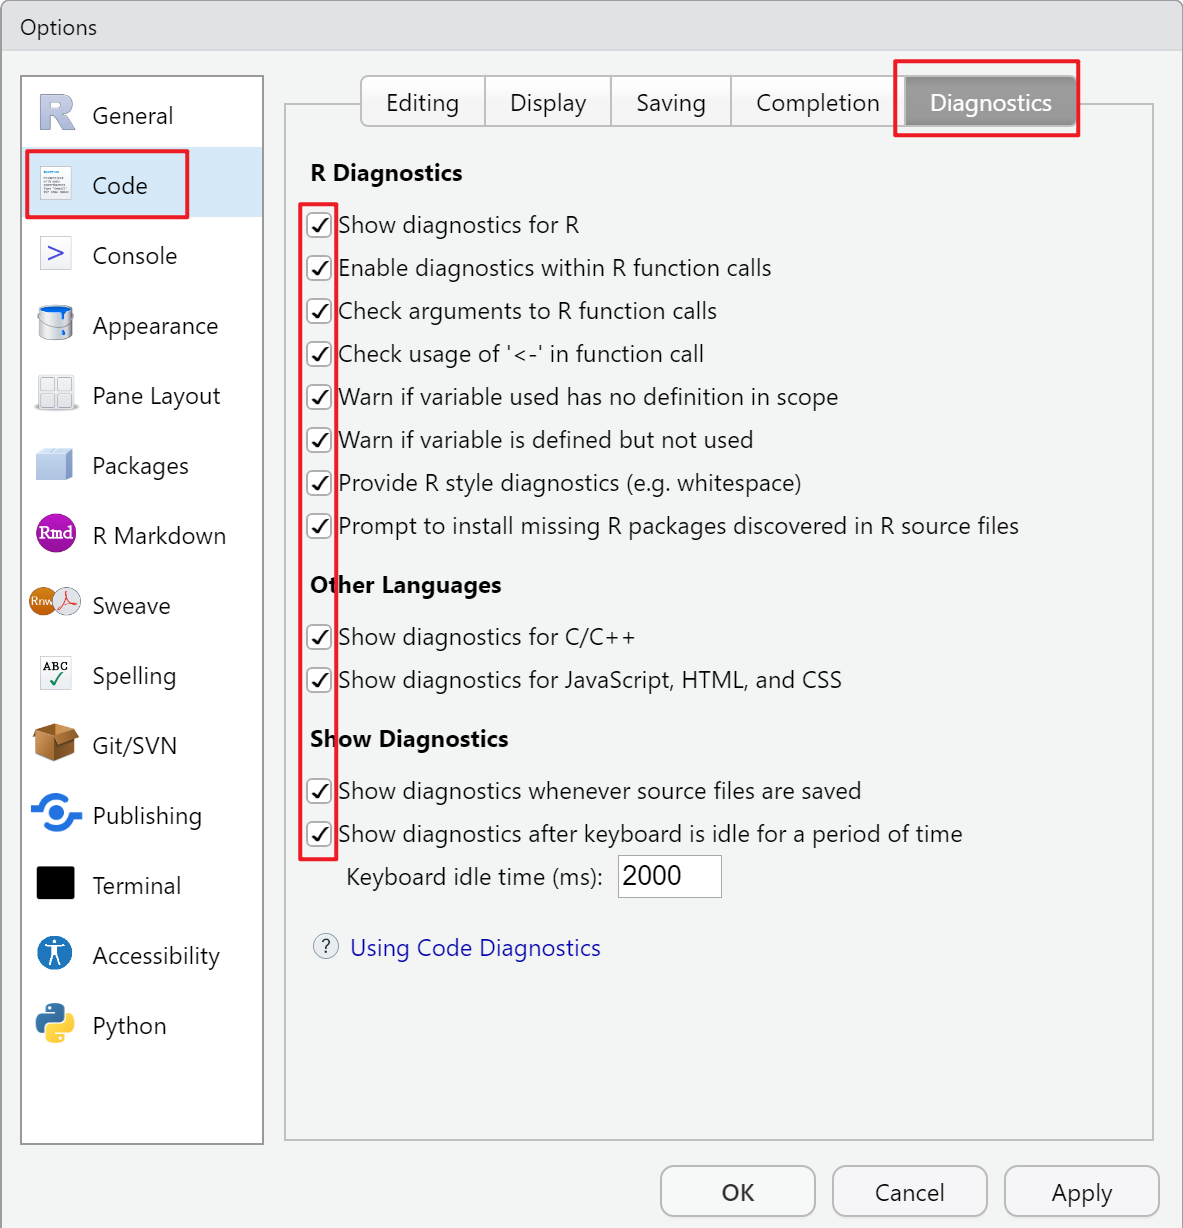 Options
General
Code
Console
Appearance
Pane Layout
Packages
Rmd
R Markdown
Rnw
Sweave
ABC
Spelling
Git/SVN
Publishing
Terminal
Accessibility
Python
Editing
Display
Saving
Completion
Diagnostics
R Diagnostics
Show diagnostics for R
Enable diagnostics within R function calls
Check arguments to R function calls
Check usage of '<-' in function call
Warn if variable used has no definition in scope
Warn if variable is defined but not used
Provide R style diagnostics (e.g. whitespace)
Prompt to install missing R packages discovered in R source files
Other Languages
Show diagnostics for C/C++
Show diagnostics for JavaScript, HTML, and CSS
Show Diagnostics
Show diagnostics whenever source files are saved
Show diagnostics after keyboard is idle for a period of time
Keyboard idle time (ms): 2000
? Using Code Diagnostics
OK
Cancel
Apply